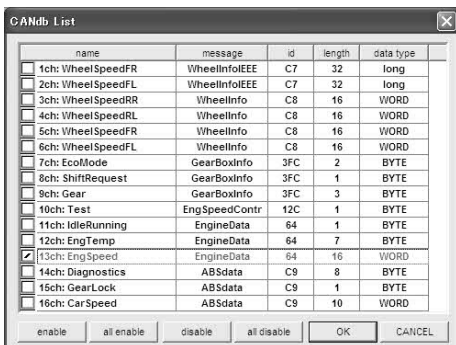 CANdb List
name message id length data type
1ch: WheelSpeedFR WheelInfoIEEE C7 32 long
2ch: WheelSpeedFL WheelInfoIEEE C7 32 long
3ch: WheelSpeedRR WheelInfo C8 16 WORD
4ch: WheelSpeedRL WheelInfo C8 16 WORD
5ch: WheelSpeedFR WheelInfo C8 16 WORD
6ch: WheelSpeedFL WheelInfo C8 16 WORD
7ch: EcoMode GearBoxInfo 3FC 2 BYTE
8ch: ShiftRequest GearBoxInfo 3FC 1 BYTE
9ch: Gear GearBoxInfo 3FC 3 BYTE
10ch: Test EngSpeedContr 12C 1 BYTE
11ch: IdleRunning EngineData 64 1 BYTE
12ch: EngTemp EngineData 64 7 BYTE
13ch: EngSpeed EngineData 64 16 WORD
14ch: Diagnostics ABSdata C9 8 BYTE
15ch: GearLock ABSdata C9 1 BYTE
16ch: CarSpeed ABSdata C9 10 WORD
enable all enable disable all disable OK CANCEL